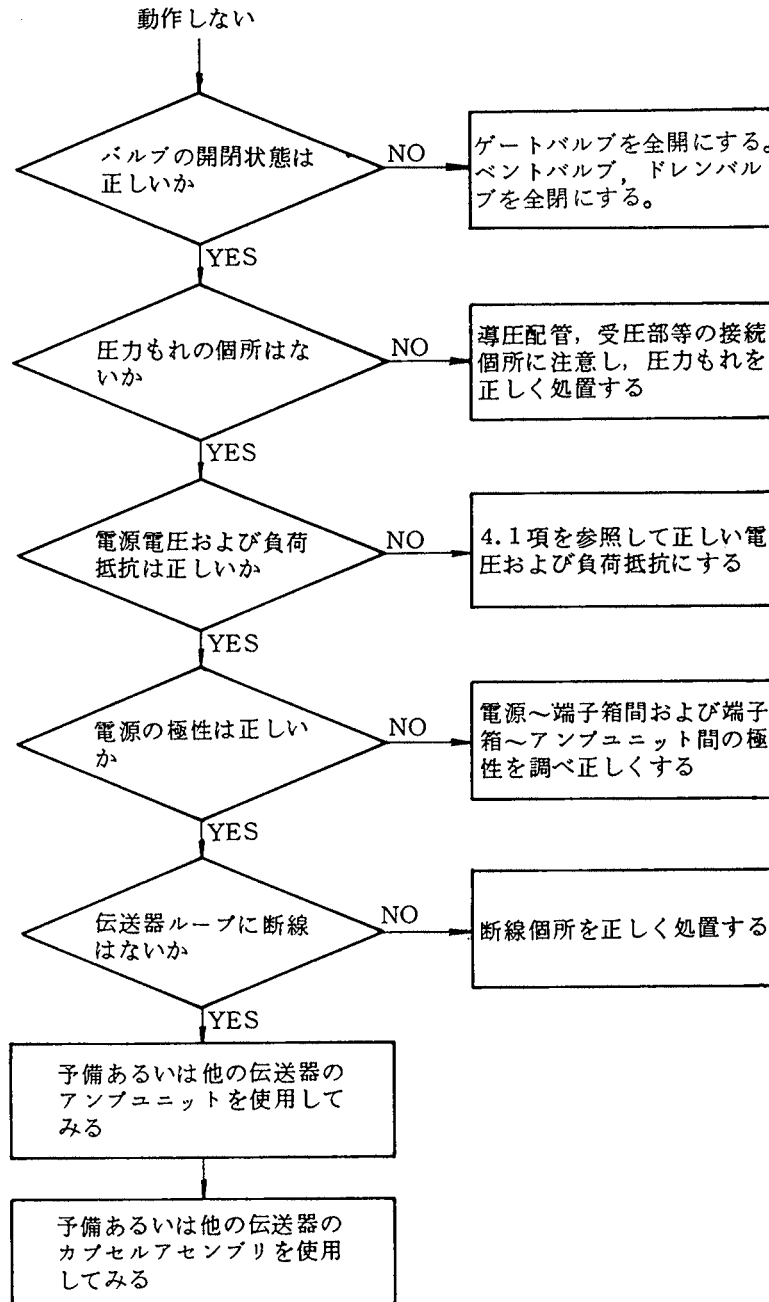 動作しない
バルブの開閉状態は
正しいか
NO
ゲートバルブを全開にする。
ベントバルブ，ドレンバル
ブを全閉にする。
YES
圧力もれの個所はな
いか
NO
導圧配管，受圧部等の接続
個所に注意し，圧力もれを
正しく処置する
YES
電源電圧および負荷
抵抗は正しいか
NO
4.1項を参照して正しい電
圧および負荷抵抗にする
YES
電源の極性は正しい
か
NO
電源～端子箱間および端子
箱～アンプユニット間の極
性を調べ正しくする
YES
伝送器ループに断線
はないか
NO
断線個所を正しく処置する
YES
予備あるいは他の伝送器の
アンプユニットを使用して
みる
予備あるいは他の伝送器の
カプセルアセンブリを使用
してみる